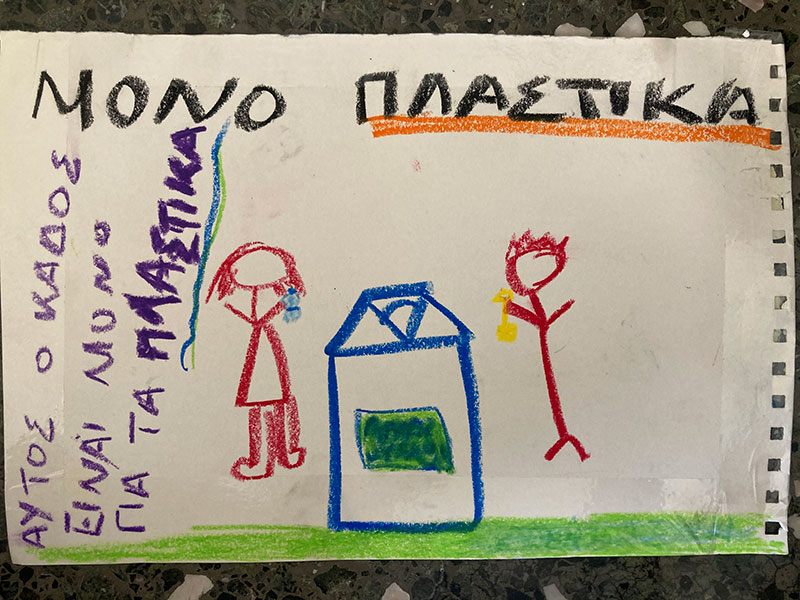 ΜΟΝΟ ΠΛΑΣΤΙΚΑ
ΑΥΤΟΣ Ο ΚΑΔΟΣ
ΕΙΝΑΙ ΜΟΝΟ
ΓΙΑ ΤΑ ΠΛΑΣΤΙΚΑ